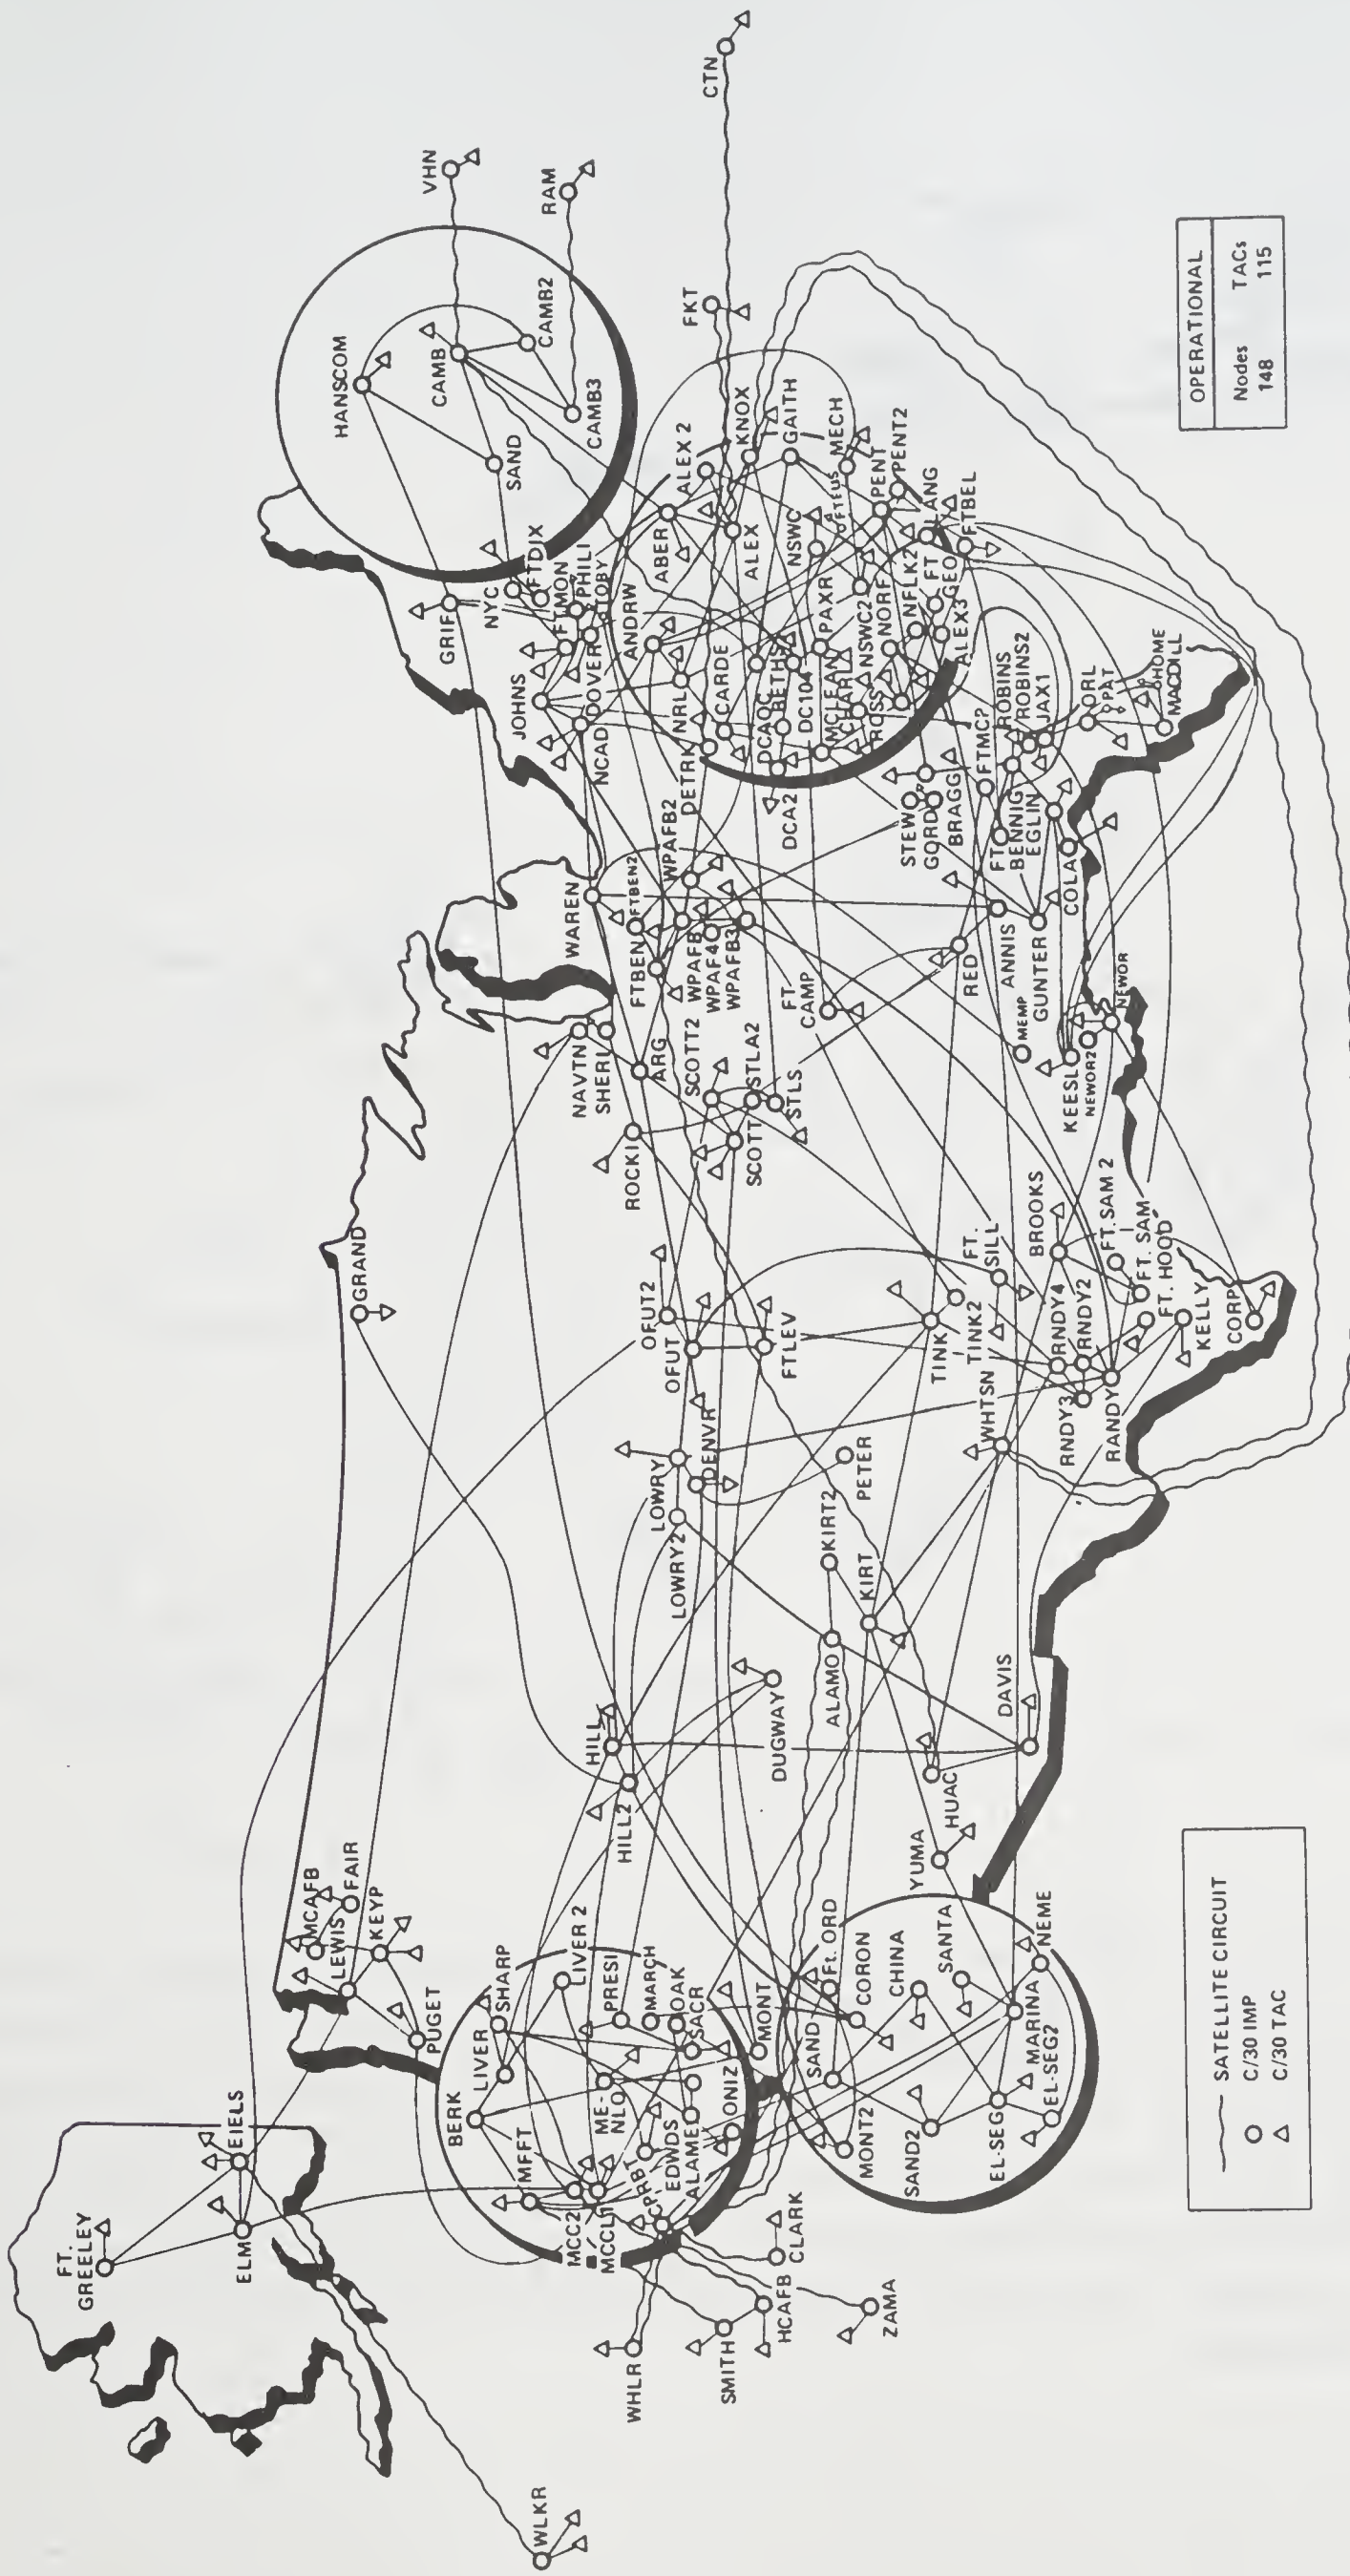 WLKR
FT.
GREELEY
ELM
EIELS
WHLR
SMITH
HCAFB
CLARK
ZAMA
MCAFB
FAIR
LEWIS
KEYP
PUGET
BERK
LIVER
SHARP
LIVER 2
PRESI
MARCH
OAK
SACR
MONT
MFFT
ME-
NLO
MCC2
MCCL1
CPRBT
EDWDS
ALAME
ONIZ
SAND
Ft. ORD
CORON
CHINA
SANTA
NEME
MONT2
SAND2
EL-SEG
MARINA
EL-SEG2
YUMA
HUAC
DAVIS
HILL
HILL2
DUGWAY
ALAMO
KIRT
KIRT2
PETER
LOWRY
LOWRY2
DENVR
GRAND
OFUT2
OFUT
FTLEV
TINK
TINK2
FT.
SILL
WHTSN
BROOKS
RNDY4
RNDY2
RNDY3
RANDY
FT. SAM 2
FT. SAM
FT. HOOD
KELLY
CORP
NAVTN
SHERL
ARG
ROCKI
SCOTT2
STLA2
SCOTT
STLS
WAREN
FTBEN2
FTBEN
WPAFB2
WPAFB
WPAF4
WPAFB3
FT
CAMP
RED
MEMP
ANNIS
GUNTER
KEESL
NEWOR2
NEWOR
COLA
STEW
GORD
BRAGG
FTMCP
FT
BENNIG
EGLIN
ROBINS
ROBINS2
JAX1
ORL
PAT
HOME
MACDILL
JOHNS
GRIF
NYC
FTDIX
FTMON
PHILI
TOBY
DOVER
NCAD
ANDRW
NRL
CARDE
DETRK
ABER
ALEX 2
ALEX
KNOX
GAITH
NSWC
FTEUS
MECH
PENT
PENT2
LANG
FTBEL
DCAOC
BETHS
DC104
DCA2
MCLEAN
CHARL
ROSS
PAXR
NSWC2
NORF
NFLK2
FT
GEO
ALEX3
HANSCOM
CAMB
CAMB2
CAMB3
SAND
VHN
RAM
FKT
CTN
SATELLITE CIRCUIT
C/30 IMP
C/30 TAC
OPERATIONAL
Nodes TACs
148 115